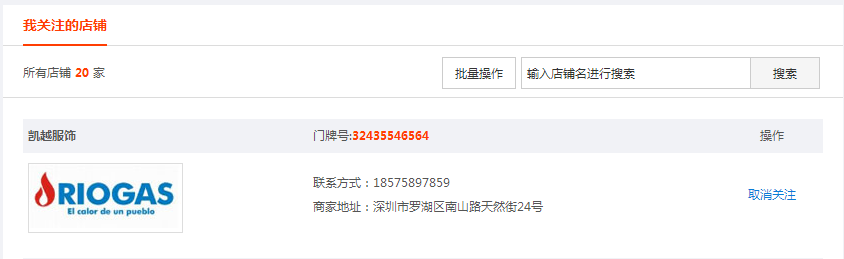 我关注的店铺
所有店铺 20 家
批量操作
输入店铺名进行搜索
搜索
凯越服饰
门牌号:32435546564
操作
RIOGAS
El calor de un pueblo
联系方式：18575897859
商家地址：深圳市罗湖区南山路天然街24号
取消关注